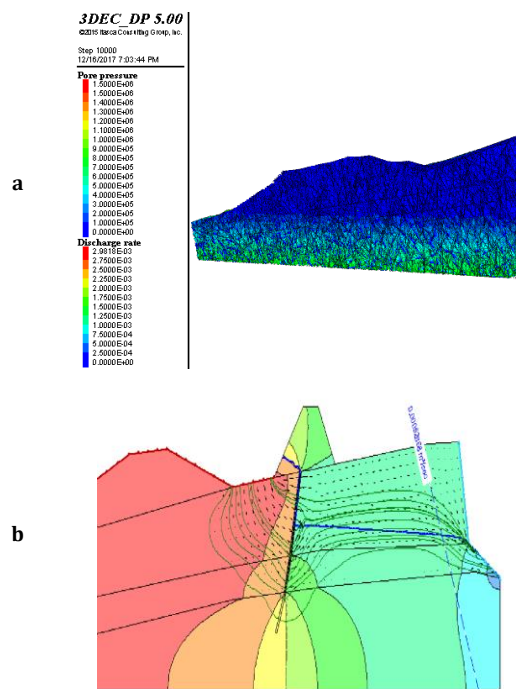 3DEC_DP 5.00
©2015 Itasca Consulting Group, Inc.
Step 10000
12/16/2017 7:03:44 PM
Pore pressure
1.5000E+06
1.5000E+06
1.4000E+06
1.3000E+06
1.2000E+06
1.1000E+06
1.0000E+06
9.0000E+05
8.0000E+05
7.0000E+05
6.0000E+05
5.0000E+05
4.0000E+05
3.0000E+05
2.0000E+05
1.0000E+05
0.0000E+00
Discharge rate
2.9818E-03
2.7500E-03
2.5000E-03
2.2500E-03
2.0000E-03
1.7500E-03
1.5000E-03
1.2500E-03
1.0000E-03
7.5000E-04
5.0000E-04
2.5000E-04
0.0000E+00
a
b